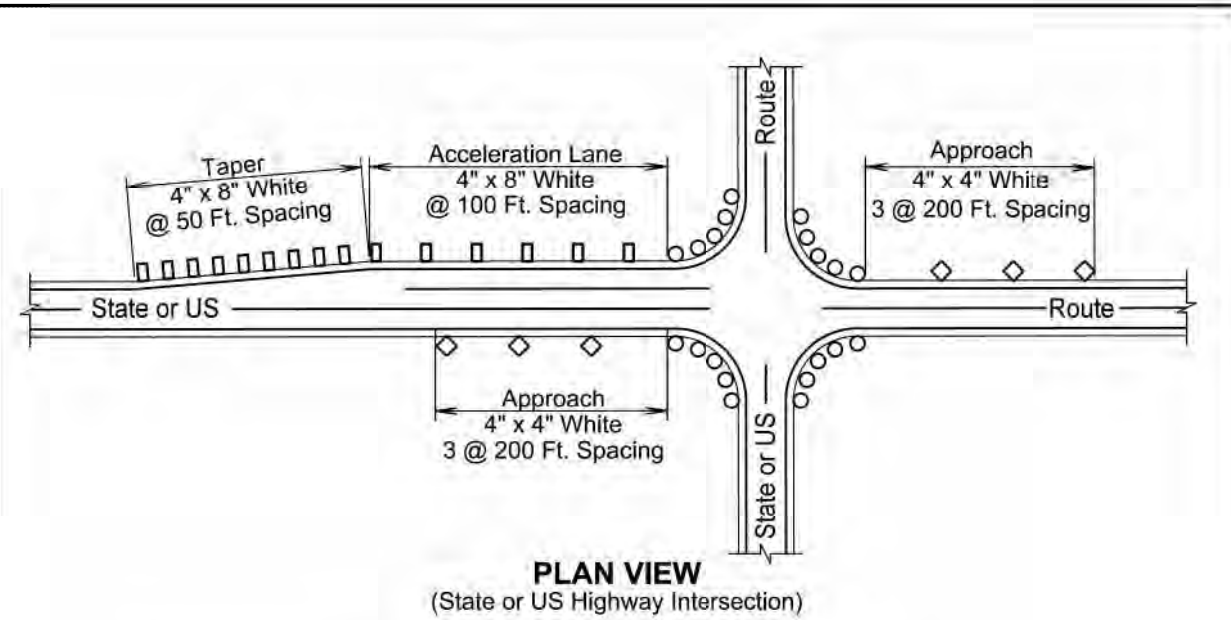 Taper
4" x 8" White
@ 50 Ft. Spacing
Acceleration Lane
4" x 8" White
@ 100 Ft. Spacing
Route
Approach
4" x 4" White
3 @ 200 Ft. Spacing
State or US
Route
Approach
4" x 4" White
3 @ 200 Ft. Spacing
State or US
PLAN VIEW
(State or US Highway Intersection)